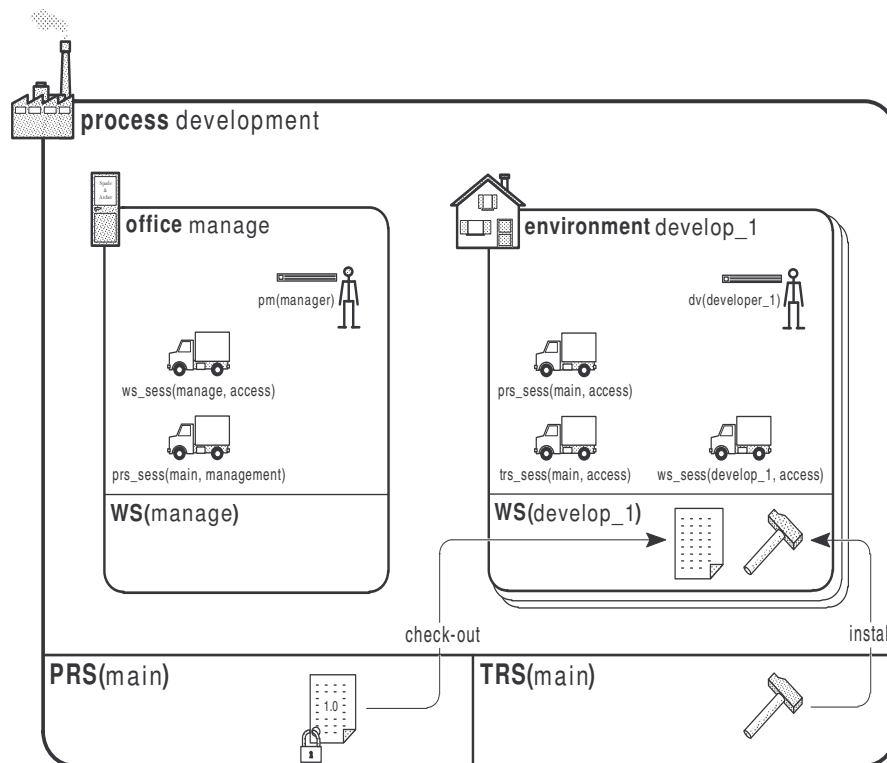 process development
Spade
&
Archer
office manage
environment develop_1
pm(manager)
dv(developer_1)
ws_sess(manage, access)
prs_sess(main, access)
prs_sess(main, management)
trs_sess(main, access)
ws_sess(develop_1, access)
WS(manage)
WS(develop_1)
check-out
instal
PRS(main)
TRS(main)
1.0